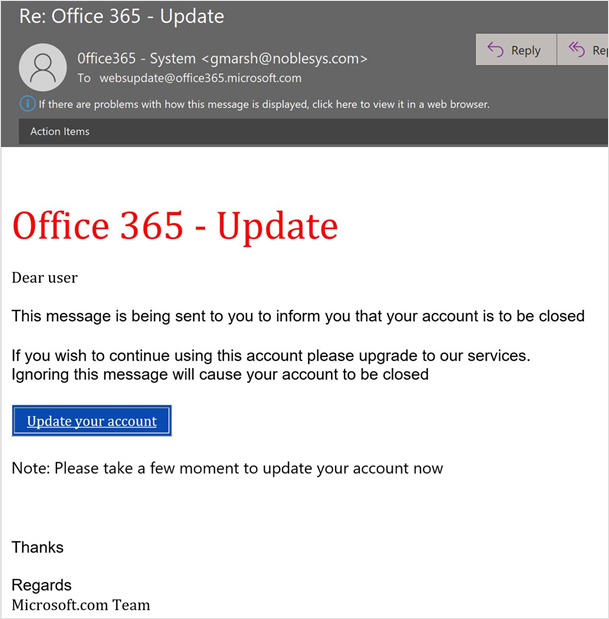 Re: Office 365 - Update
0ffice365 - System <gmarsh@noblesys.com>
Reply
To websupdate@office365.microsoft.com
If there are problems with how this message is displayed, click here to view it in a web browser.
Action Items
Office 365 - Update
Dear user
This message is being sent to you to inform you that your account is to be closed
If you wish to continue using this account please upgrade to our services.
Ignoring this message will cause your account to be closed
Update your account
Note: Please take a few moment to update your account now
Thanks
Regards
Microsoft.com Team